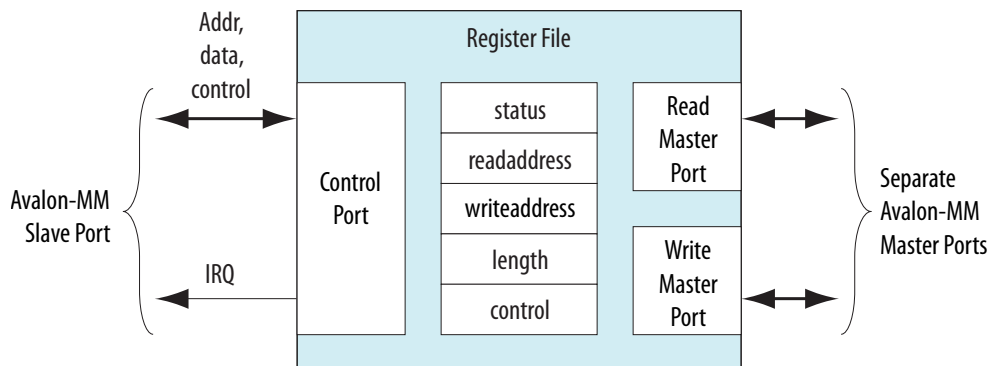 Addr,
data,
control
Register File
status
readaddress
writeaddress
length
control
Control
Port
Read
Master
Port
Write
Master
Port
Avalon-MM
Slave Port
IRQ
Separate
Avalon-MM
Master Ports